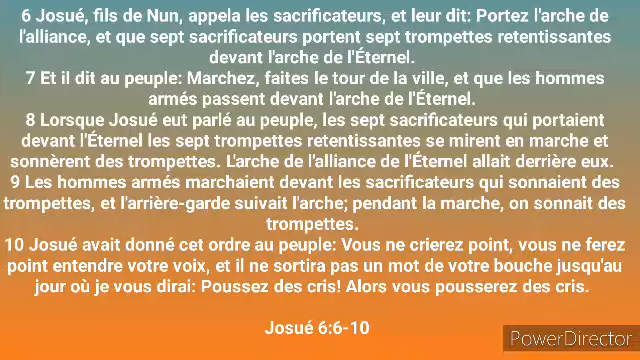 6 Josué, fils de Nun, appela les sacrificateurs, et leur dit: Portez l'arche de
l'alliance, et que sept sacrificateurs portent sept trompettes retentissantes
devant l'arche de l'Éternel.
7 Et il dit au peuple: Marchez, faites le tour de la ville, et que les hommes
armés passent devant l'arche de l'Éternel.
8 Lorsque Josué eut parlé au peuple, les sept sacrificateurs qui portaient
devant l'Éternel les sept trompettes retentissantes se mirent en marche et
sonnèrent des trompettes. L'arche de l'alliance de l'Éternel allait derrière eux.
9 Les hommes armés marchaient devant les sacrificateurs qui sonnaient des
trompettes, et l'arrière-garde suivait l'arche; pendant la marche, on sonnait des
trompettes.
10 Josué avait donné cet ordre au peuple: Vous ne crierez point, vous ne ferez
point entendre votre voix, et il ne sortira pas un mot de votre bouche jusqu'au
jour où je vous dirai: Poussez des cris! Alors vous pousserez des cris.
Josué 6:6-10
PowerDirector